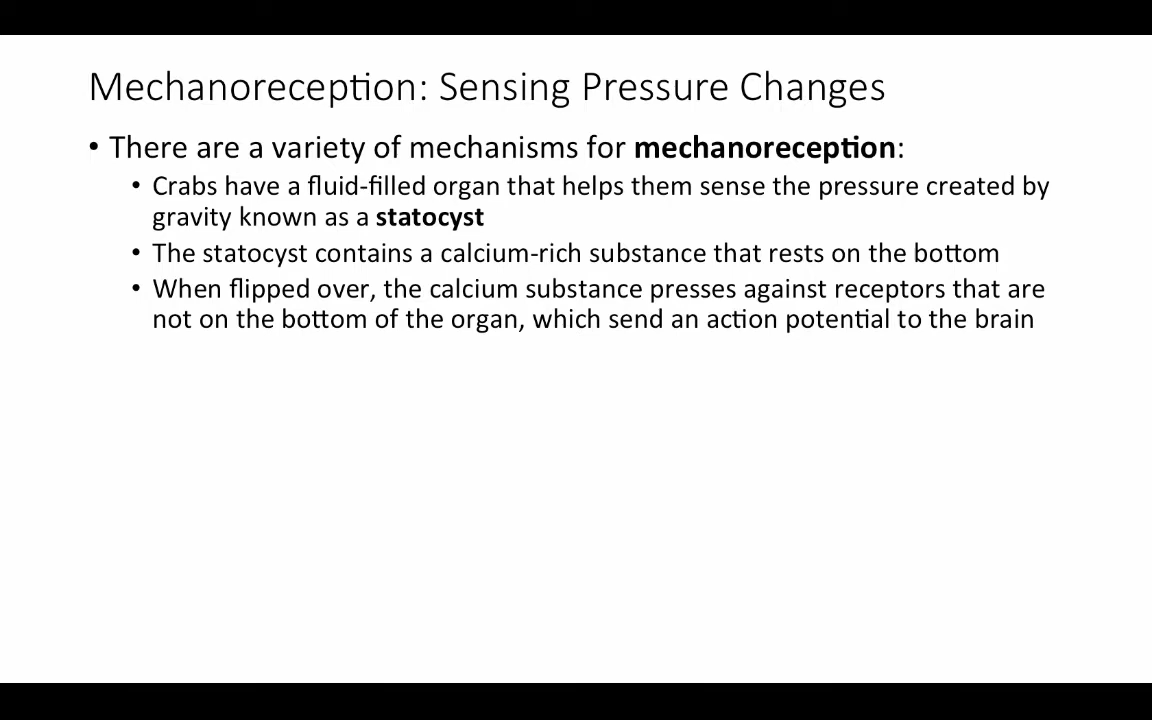 Mechanoreception: Sensing Pressure Changes
• There are a variety of mechanisms for mechanoreception:
• Crabs have a fluid-filled organ that helps them sense the pressure created by
gravity known as a statocyst
• The statocyst contains a calcium-rich substance that rests on the bottom
• When flipped over, the calcium substance presses against receptors that are
not on the bottom of the organ, which send an action potential to the brain